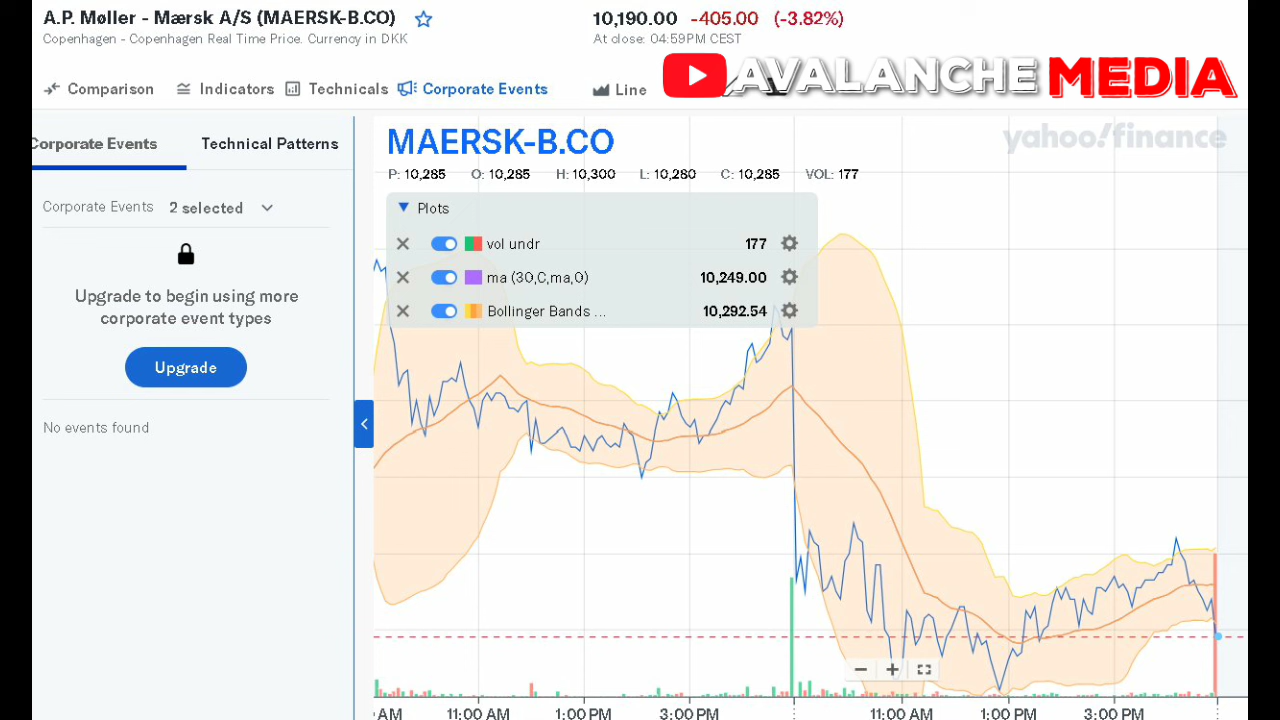 A.P. Møller - Mærsk A/S (MAERSK-B.CO)
Copenhagen - Copenhagen Real Time Price. Currency in DKK
10,190.00 -405.00 (-3.82%)
At close: 04:59PM CEST
AVALANCHE MEDIA
Comparison Indicators Technicals Corporate Events Line
Corporate Events Technical Patterns
Corporate Events 2 selected
Upgrade to begin using more
corporate event types
Upgrade
No events found
MAERSK-B.CO
yahoo!finance
P: 10,285 O: 10,285 H: 10,300 L: 10,280 C: 10,285 VOL: 177
Plots
vol undr 177
ma (30,C,ma,0) 10,249.00
Bollinger Bands ... 10,292.54
AM 11:00 AM 1:00 PM 3:00 PM 11:00 AM 1:00 PM 3:00 PM